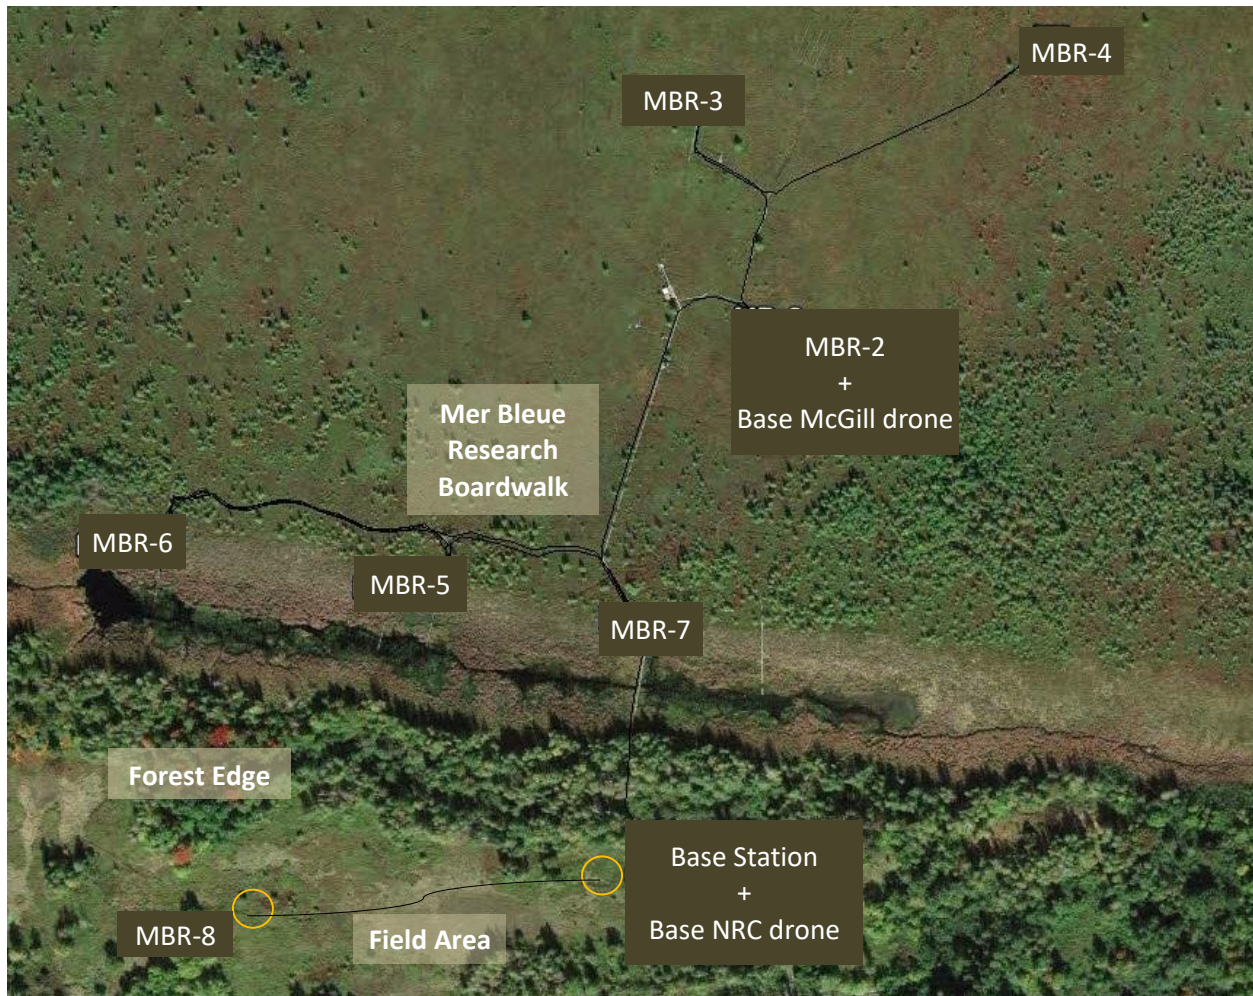 MBR-4
MBR-3
MBR-2
+
Base McGill drone
Mer Bleue
Research
Boardwalk
MBR-6
MBR-5
MBR-7
Forest Edge
Base Station
+
Base NRC drone
MBR-8
Field Area